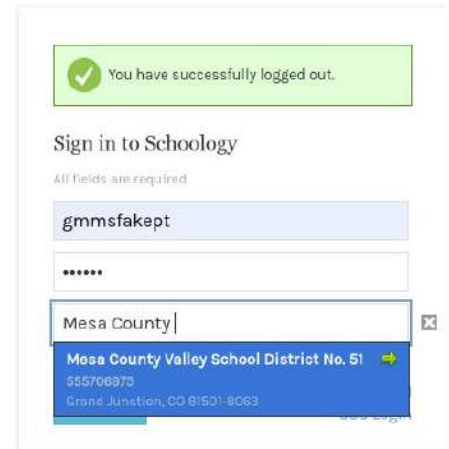 You have successfully logged out.
Sign in to Schoology
All fields are required
gmmsfakept
••••••
Mesa County
Mesa County Valley School District No. 51
555706973
Grand Junction, CO 81501-8063
Login